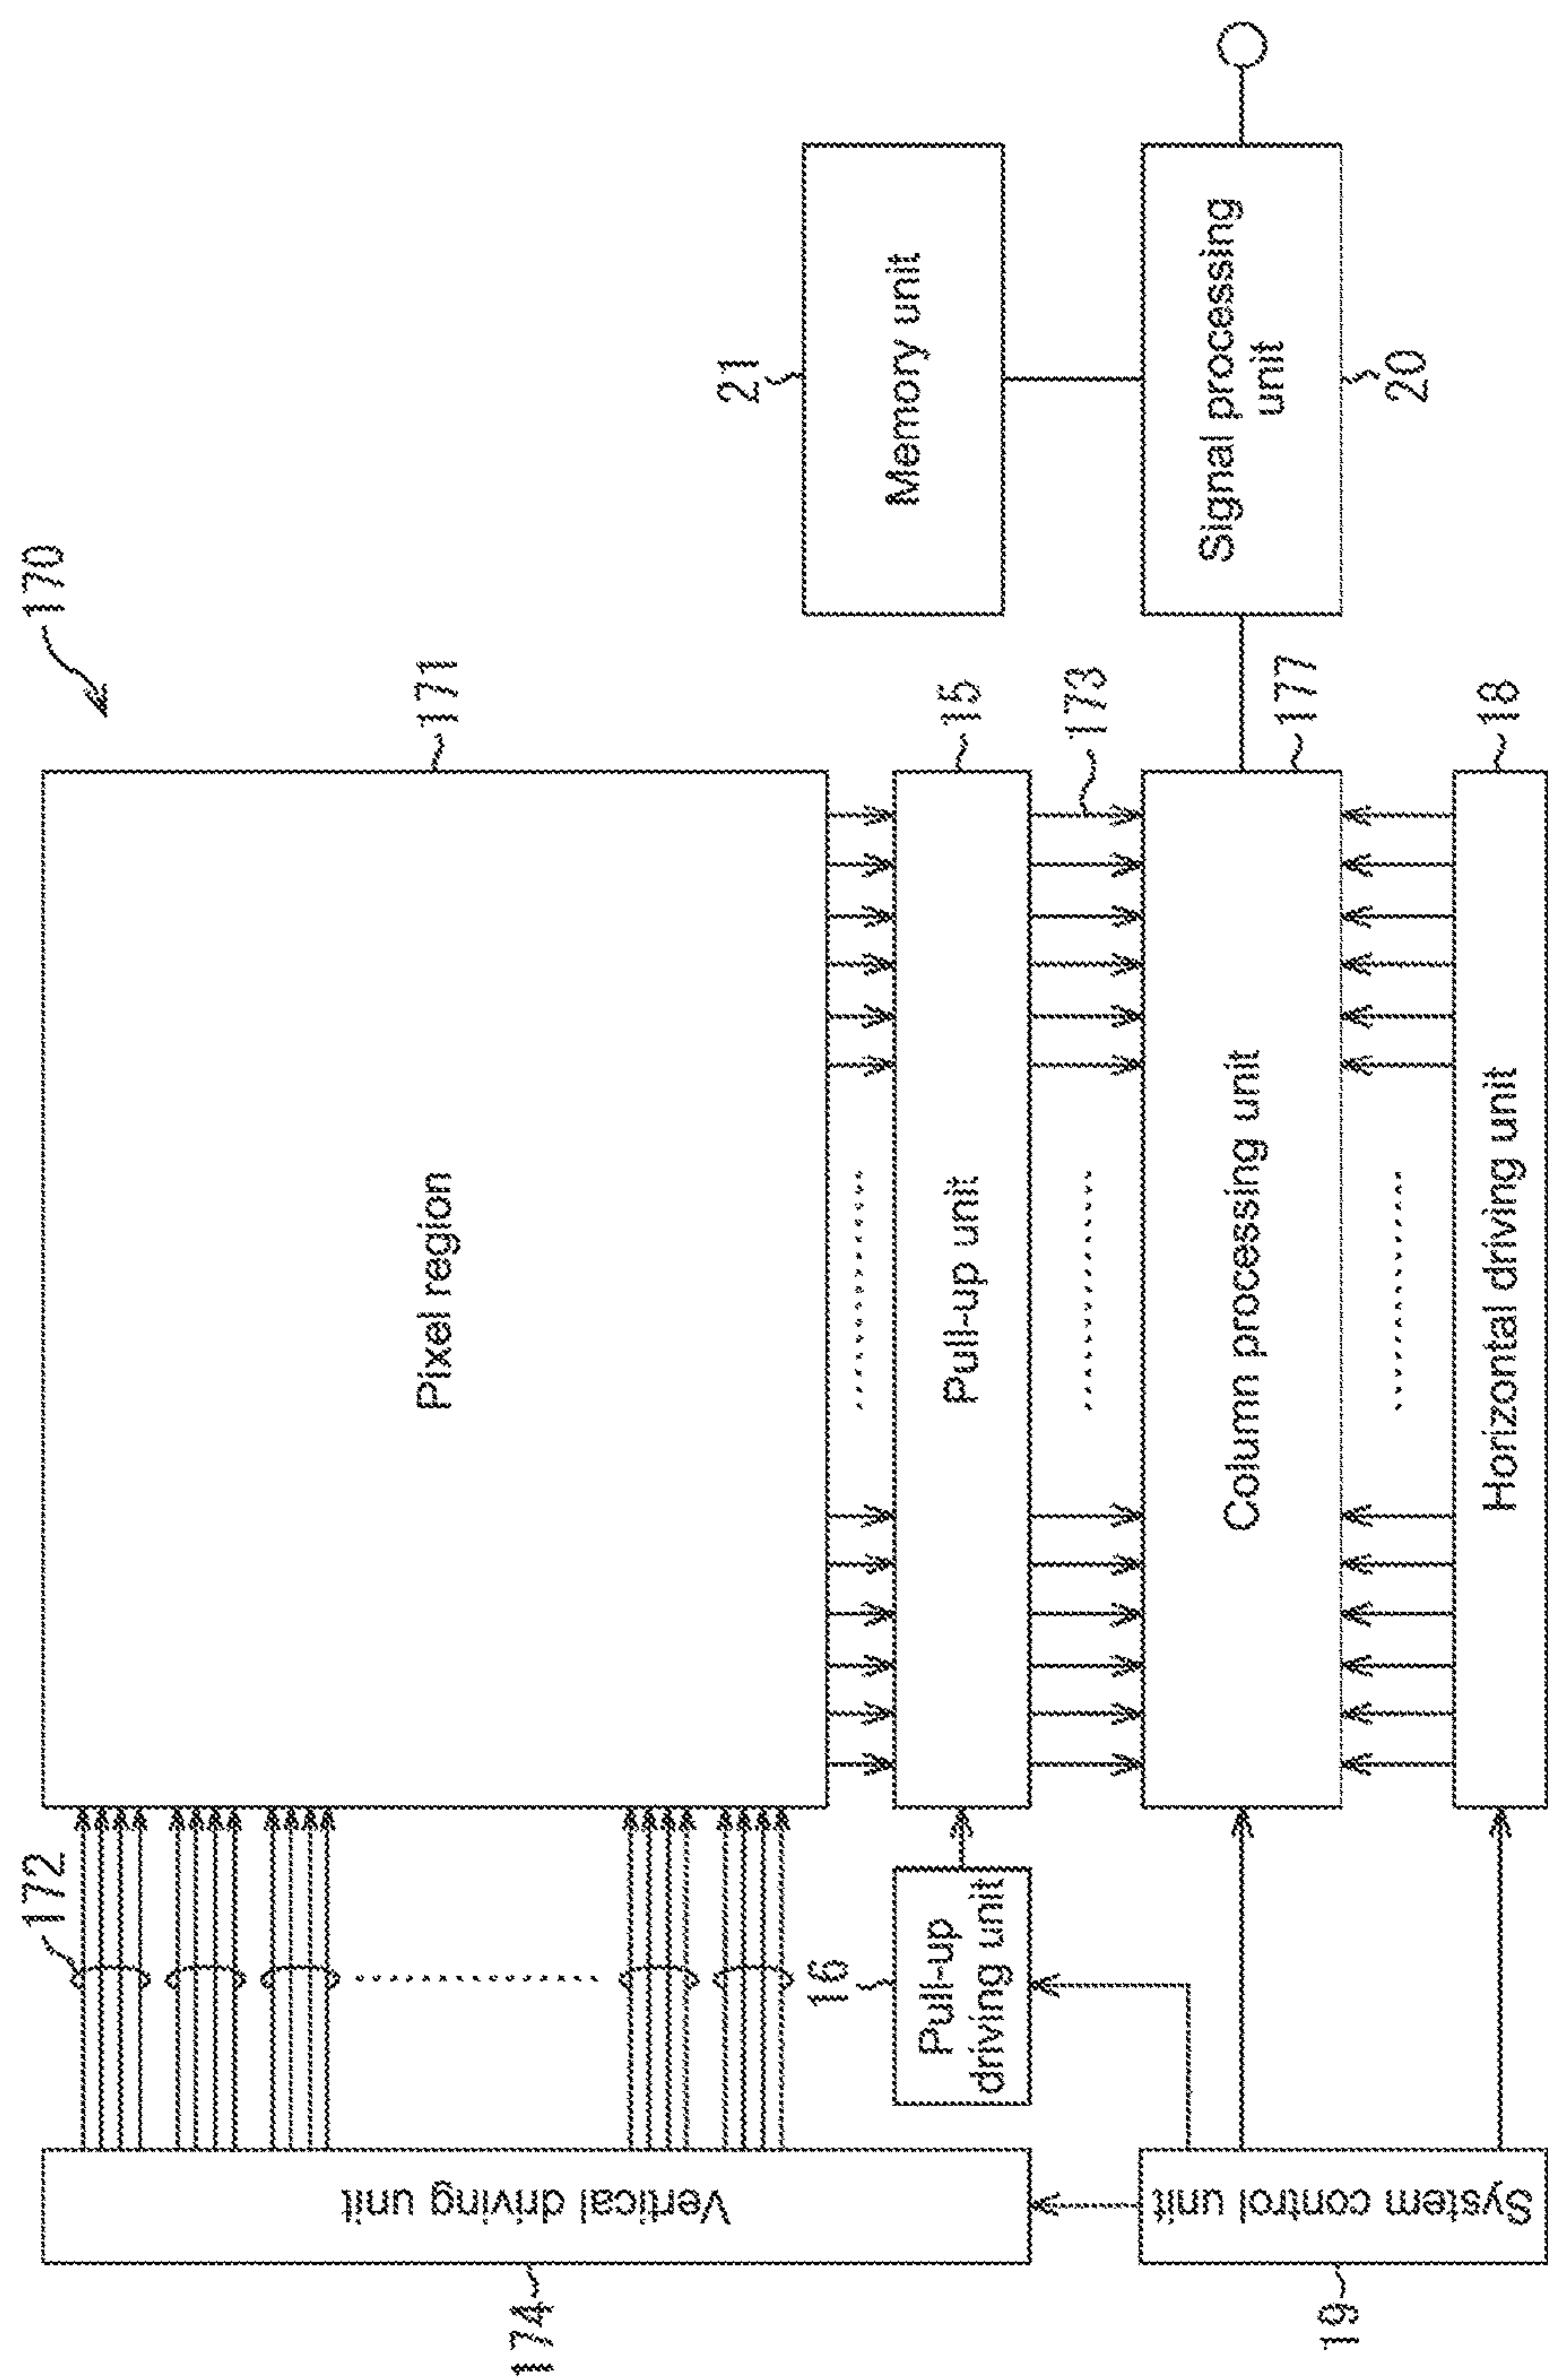 170
172
171
Pixel region
174
Vertical driving unit
16
Pull-up
driving unit
Pull-up unit
15
21
Memory unit
173
Column processing unit
177
Signal processing
unit
20
19
System control unit
Horizontal driving unit
18